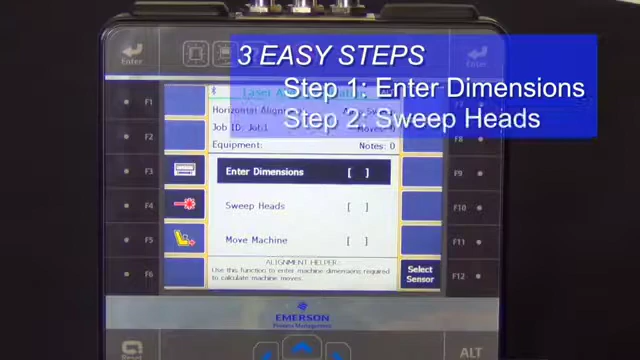 3 EASY STEPS
Step 1: Enter Dimensions
Step 2: Sweep Heads
Enter
Enter
Horizontal
Job ID: Job1
Equipment: Notes: 0
Enter Dimensions [ ]
Sweep Heads [ ]
Move Machine [ ]
ALIGNMENT HELPER:
Use this function to enter machine dimensions required
to calculate machine moves.
Select
Sensor
F1
F2
F3
F4
F5
F6
F8
F9
F10
F11
F12
EMERSON
Process Management
Reset
ALT